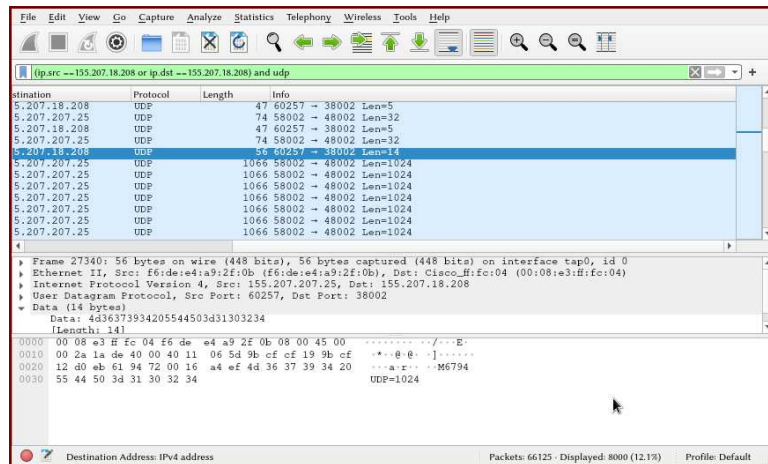 File Edit View Go Capture Analyze Statistics Telephony Wireless Tools Help
(ip.src ==155.207.18.208 or ip.dst ==155.207.18.208) and udp
stination Protocol Length Info
5.207.18.208 UDP 47 60257 → 38002 Len=5
5.207.207.25 UDP 74 58002 → 48002 Len=32
5.207.18.208 UDP 47 60257 → 38002 Len=5
5.207.207.25 UDP 74 58002 → 48002 Len=32
5.207.18.208 UDP 56 60257 → 38002 Len=14
5.207.207.25 UDP 1066 58002 → 48002 Len=1024
5.207.207.25 UDP 1066 58002 → 48002 Len=1024
5.207.207.25 UDP 1066 58002 → 48002 Len=1024
5.207.207.25 UDP 1066 58002 → 48002 Len=1024
5.207.207.25 UDP 1066 58002 → 48002 Len=1024
5.207.207.25 UDP 1066 58002 → 48002 Len=1024
Frame 27340: 56 bytes on wire (448 bits), 56 bytes captured (448 bits) on interface tap0, id 0
Ethernet II, Src: f6:de:e4:a9:2f:0b (f6:de:e4:a9:2f:0b), Dst: Cisco_ff:fc:04 (00:08:e3:ff:fc:04)
Internet Protocol Version 4, Src: 155.207.207.25, Dst: 155.207.18.208
User Datagram Protocol, Src Port: 60257, Dst Port: 38002
Data (14 bytes)
Data: 4d36373934205544503d31303234
[Length: 14]
0000 00 08 e3 ff fc 04 f6 de e4 a9 2f 0b 08 00 45 00 ········ ··/···E·
0010 00 2a 1a de 40 00 40 11 06 5d 9b cf cf 19 9b cf ·*··@·@· ·]······
0020 12 d0 eb 61 94 72 00 16 a4 ef 4d 36 37 39 34 20 ···a·r·· ··M6794
0030 55 44 50 3d 31 30 32 34 UDP=1024
Destination Address: IPv4 address Packets: 66125 · Displayed: 8000 (12.1%) Profile: Default